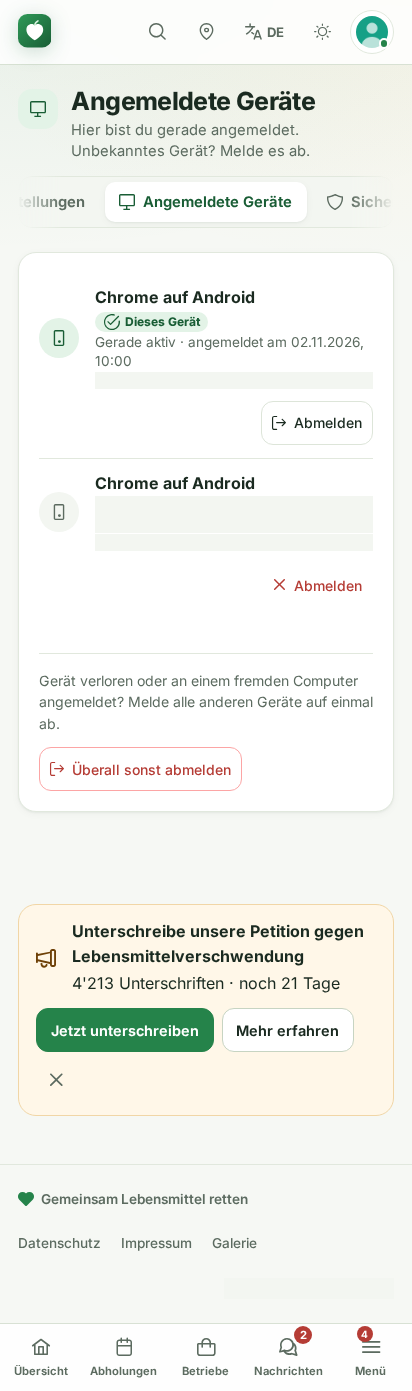 DE
Angemeldete Geräte
Hier bist du gerade angemeldet.
Unbekanntes Gerät? Melde es ab.
tellungen
Angemeldete Geräte
Siche
Chrome auf Android
Dieses Gerät
Gerade aktiv · angemeldet am 02.11.2026,
10:00
Abmelden
Chrome auf Android
Abmelden
Gerät verloren oder an einem fremden Computer
angemeldet? Melde alle anderen Geräte auf einmal
ab.
Überall sonst abmelden
Unterschreibe unsere Petition gegen
Lebensmittelverschwendung
4'213 Unterschriften · noch 21 Tage
Jetzt unterschreiben
Mehr erfahren
Gemeinsam Lebensmittel retten
Datenschutz
Impressum
Galerie
2
4
Übersicht
Abholungen
Betriebe
Nachrichten
Menü